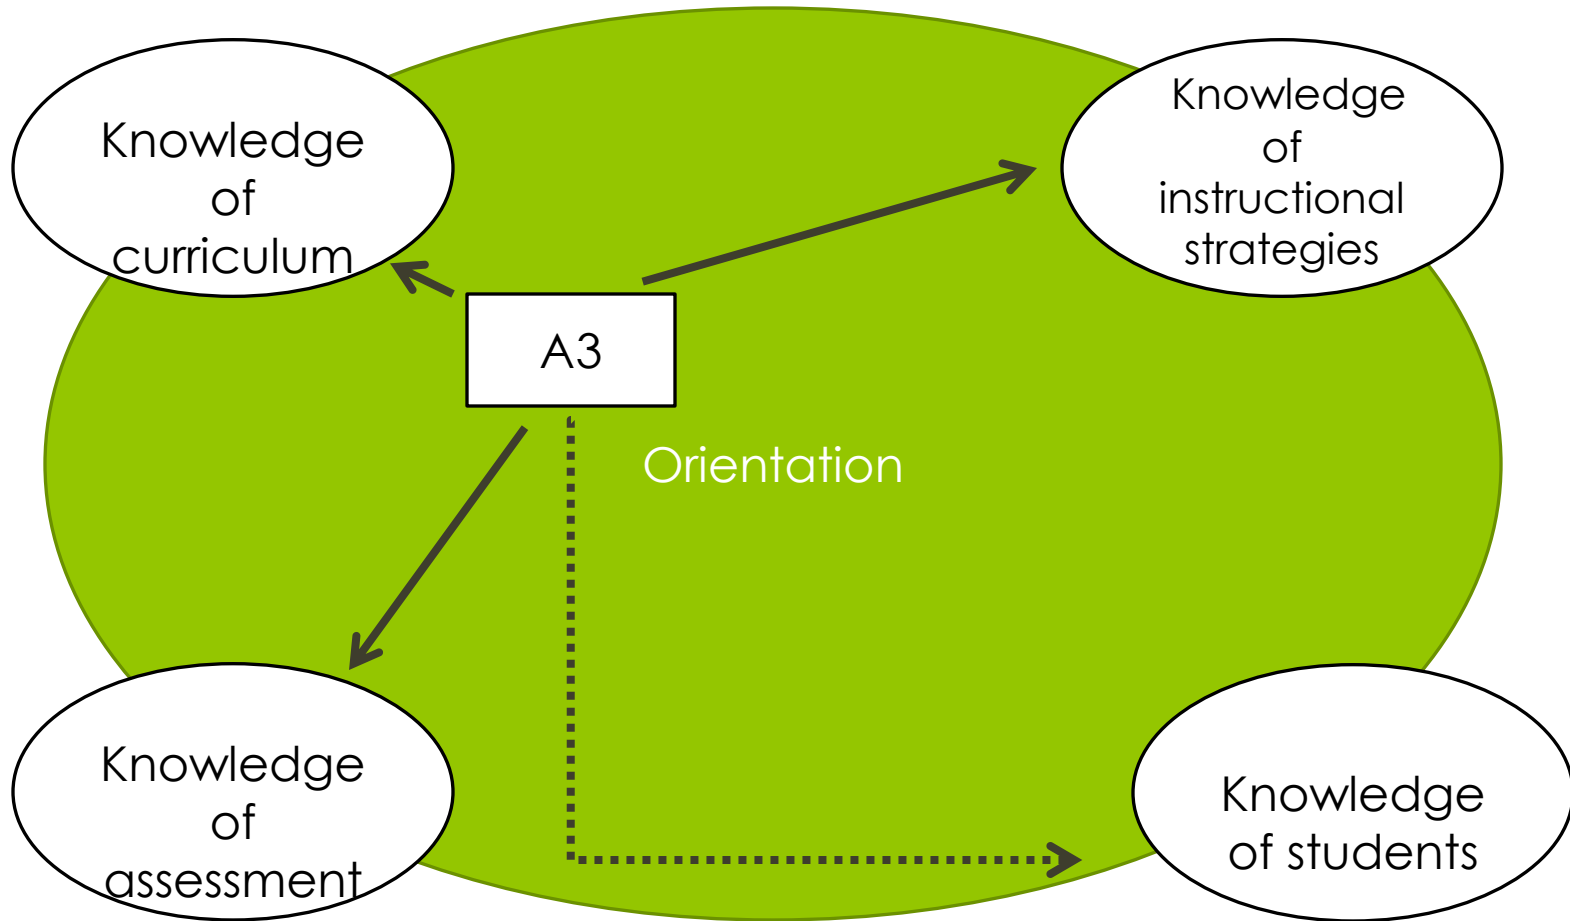 Knowledge
of
curriculum
Knowledge
of
instructional
strategies
A3
Orientation
Knowledge
of
assessment
Knowledge
of students